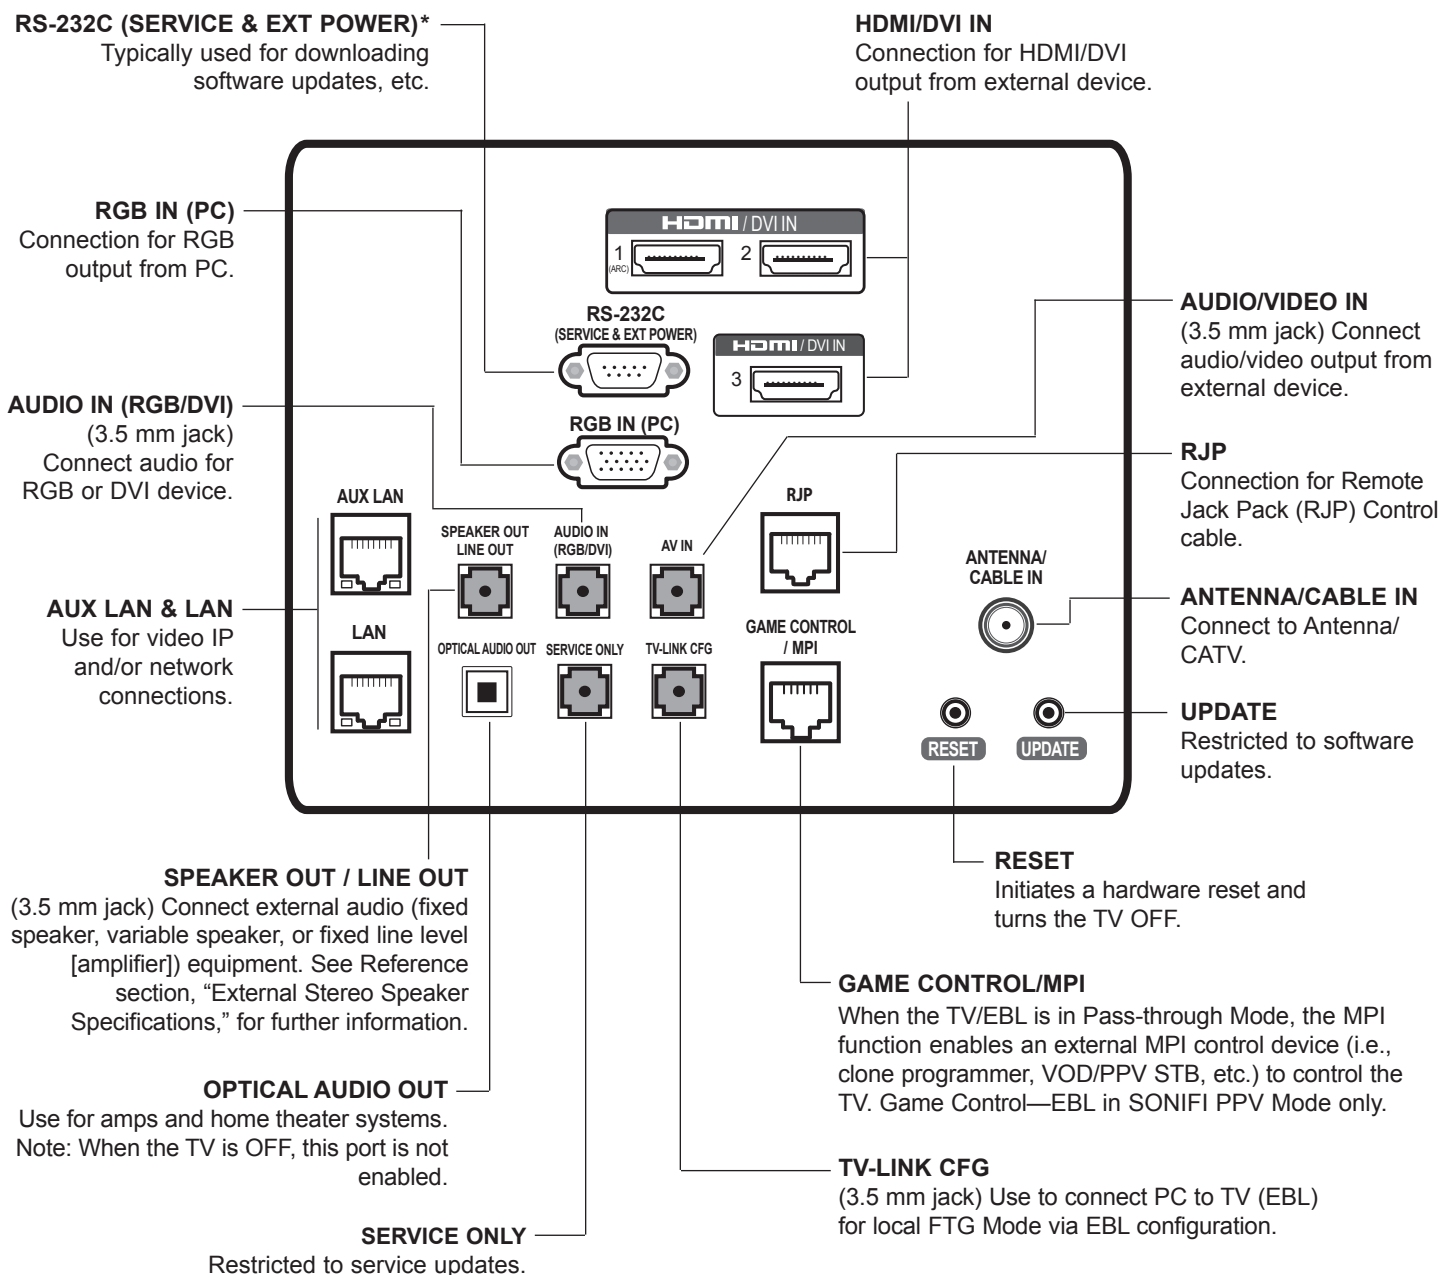 RS-232C (SERVICE & EXT POWER)*
Typically used for downloading
software updates, etc.
HDMI/DVI IN
Connection for HDMI/DVI
output from external device.
RGB IN (PC)
Connection for RGB
output from PC.
HDMI / DVI IN
1
(ARC)
2
RS-232C
(SERVICE & EXT POWER)
HDMI / DVI IN
3
AUDIO/VIDEO IN
(3.5 mm jack) Connect
audio/video output from
external device.
AUDIO IN (RGB/DVI)
(3.5 mm jack)
Connect audio for
RGB or DVI device.
RGB IN (PC)
RJP
Connection for Remote
Jack Pack (RJP) Control
cable.
AUX LAN
SPEAKER OUT
LINE OUT
AUDIO IN
(RGB/DVI)
AV IN
RJP
ANTENNA/
CABLE IN
AUX LAN & LAN
Use for video IP
and/or network
connections.
ANTENNA/CABLE IN
Connect to Antenna/
CATV.
LAN
OPTICAL AUDIO OUT
SERVICE ONLY
TV-LINK CFG
GAME CONTROL
/ MPI
RESET
UPDATE
UPDATE
Restricted to software
updates.
SPEAKER OUT / LINE OUT
(3.5 mm jack) Connect external audio (fixed
speaker, variable speaker, or fixed line level
[amplifier]) equipment. See Reference
section, “External Stereo Speaker
Specifications,” for further information.
RESET
Initiates a hardware reset and
turns the TV OFF.
GAME CONTROL/MPI
When the TV/EBL is in Pass-through Mode, the MPI
function enables an external MPI control device (i.e.,
clone programmer, VOD/PPV STB, etc.) to control the
TV. Game Control—EBL in SONIFI PPV Mode only.
OPTICAL AUDIO OUT
Use for amps and home theater systems.
Note: When the TV is OFF, this port is not
enabled.
TV-LINK CFG
(3.5 mm jack) Use to connect PC to TV (EBL)
for local FTG Mode via EBL configuration.
SERVICE ONLY
Restricted to service updates.